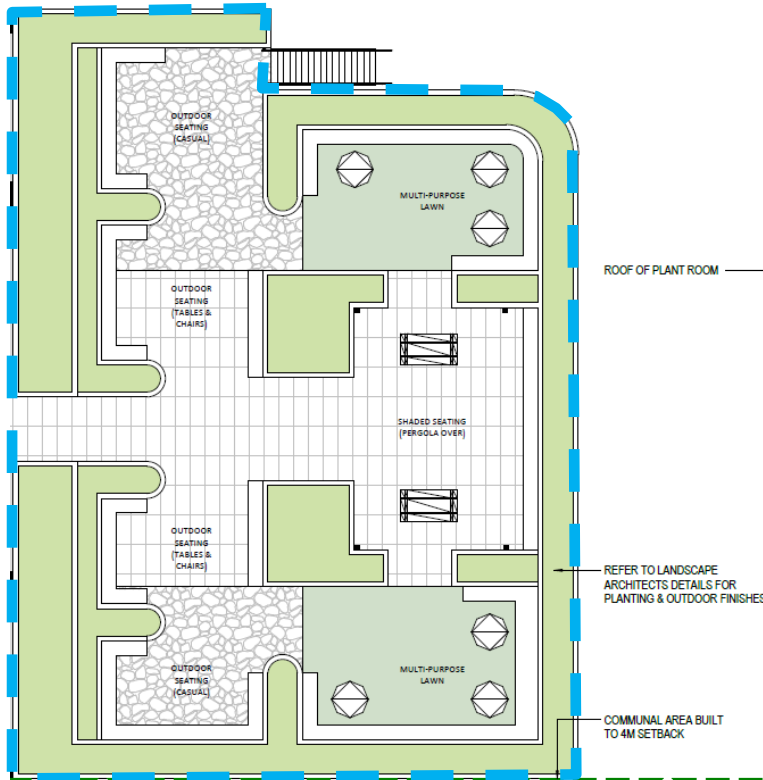 OUTDOOR
SEATING
(CASUAL)
MULTI-PURPOSE
LAWN
ROOF OF PLANT ROOM
OUTDOOR
SEATING
(TABLES &
CHAIRS)
SHADED SEATING
(PERGOLA OVER)
OUTDOOR
SEATING
(TABLES &
CHAIRS)
REFER TO LANDSCAPE
ARCHITECTS DETAILS FOR
PLANTING & OUTDOOR FINISHES
OUTDOOR
SEATING
(CASUAL)
MULTI-PURPOSE
LAWN
COMMUNAL AREA BUILT
TO 4M SETBACK